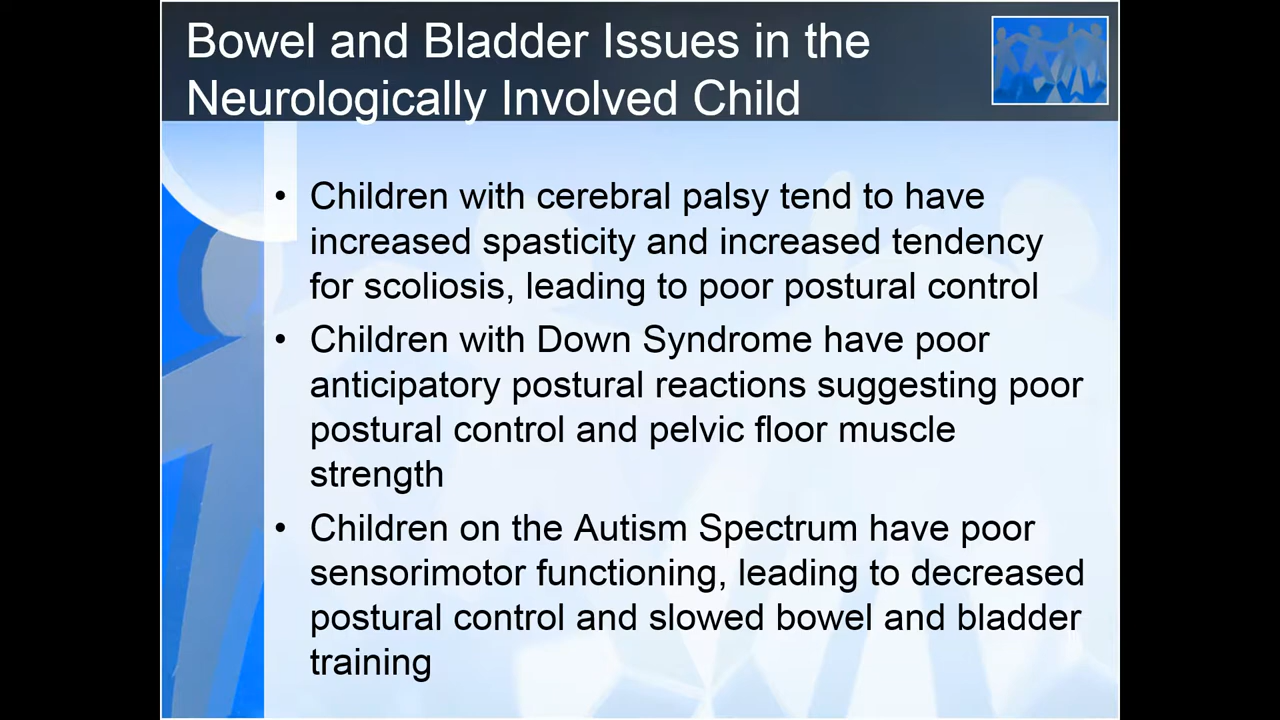 Bowel and Bladder Issues in the
Neurologically Involved Child
• Children with cerebral palsy tend to have
increased spasticity and increased tendency
for scoliosis, leading to poor postural control
• Children with Down Syndrome have poor
anticipatory postural reactions suggesting poor
postural control and pelvic floor muscle
strength
• Children on the Autism Spectrum have poor
sensorimotor functioning, leading to decreased
postural control and slowed bowel and bladder
training